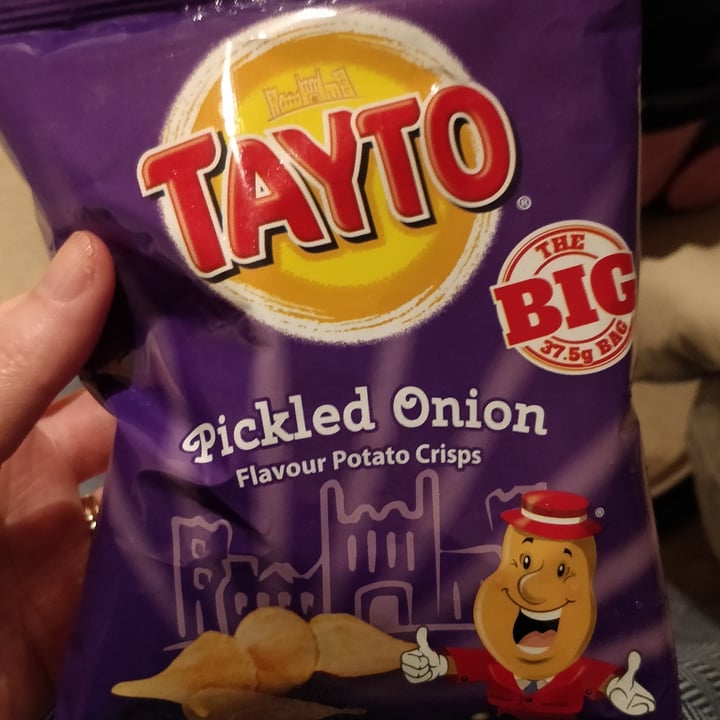 TAYTO®
THE
BIG
37.5g BAG
Pickled Onion
Flavour Potato Crisps
®